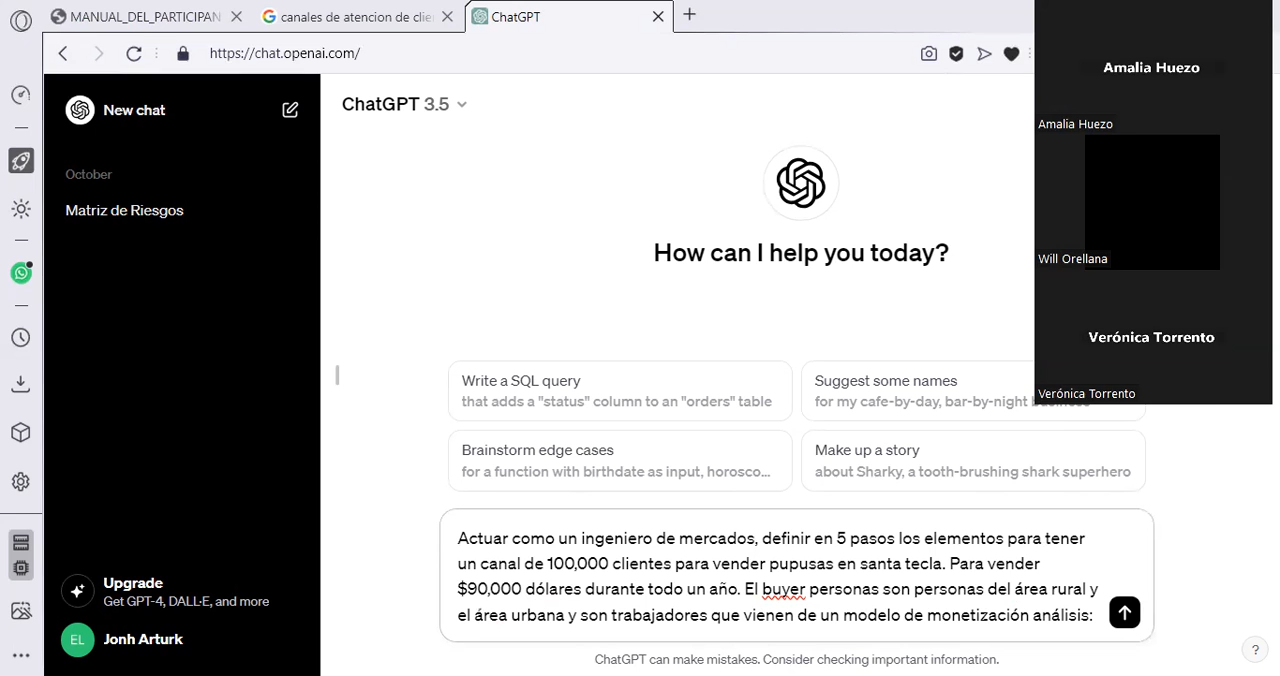 MANUAL_DEL_PARTICIPAN
canales de atencion de clie
ChatGPT
https://chat.openai.com/
New chat
October
Matriz de Riesgos
Upgrade
Get GPT-4, DALL·E, and more
EL
Jonh Arturk
ChatGPT 3.5
How can I help you today?
Write a SQL query
that adds a "status" column to an "orders" table
Suggest some names
for my cafe-by-day, bar-by-night business
Brainstorm edge cases
for a function with birthdate as input, horosco...
Make up a story
about Sharky, a tooth-brushing shark superhero
Actuar como un ingeniero de mercados, definir en 5 pasos los elementos para tener
un canal de 100,000 clientes para vender pupusas en santa tecla. Para vender
$90,000 dólares durante todo un año. El buyer personas son personas del área rural y
el área urbana y son trabajadores que vienen de un modelo de monetización análisis:
ChatGPT can make mistakes. Consider checking important information.
?
Amalia Huezo
Amalia Huezo
Will Orellana
Verónica Torrento
Verónica Torrento